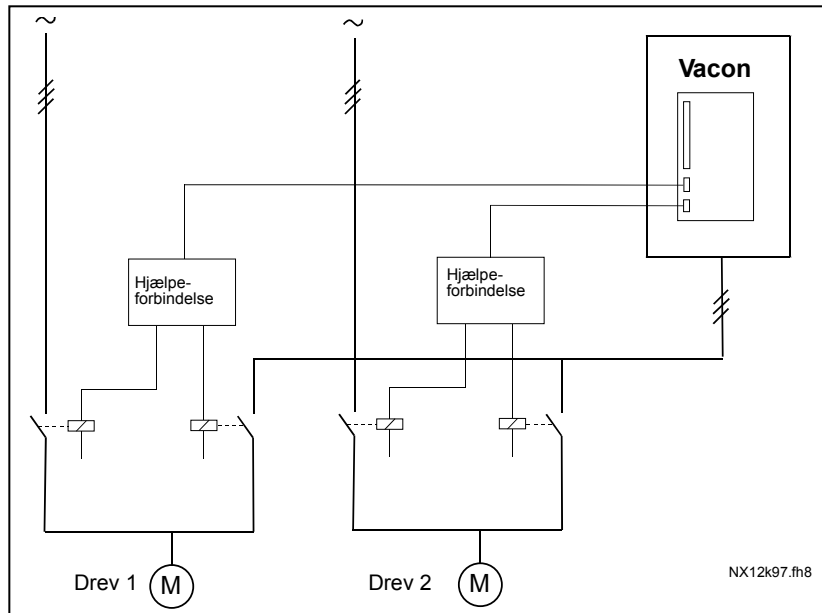 Vacon
Hjælpe-
forbindelse
Hjælpe-
forbindelse
Drev 1
M
Drev 2
M
NX12k97.fh8